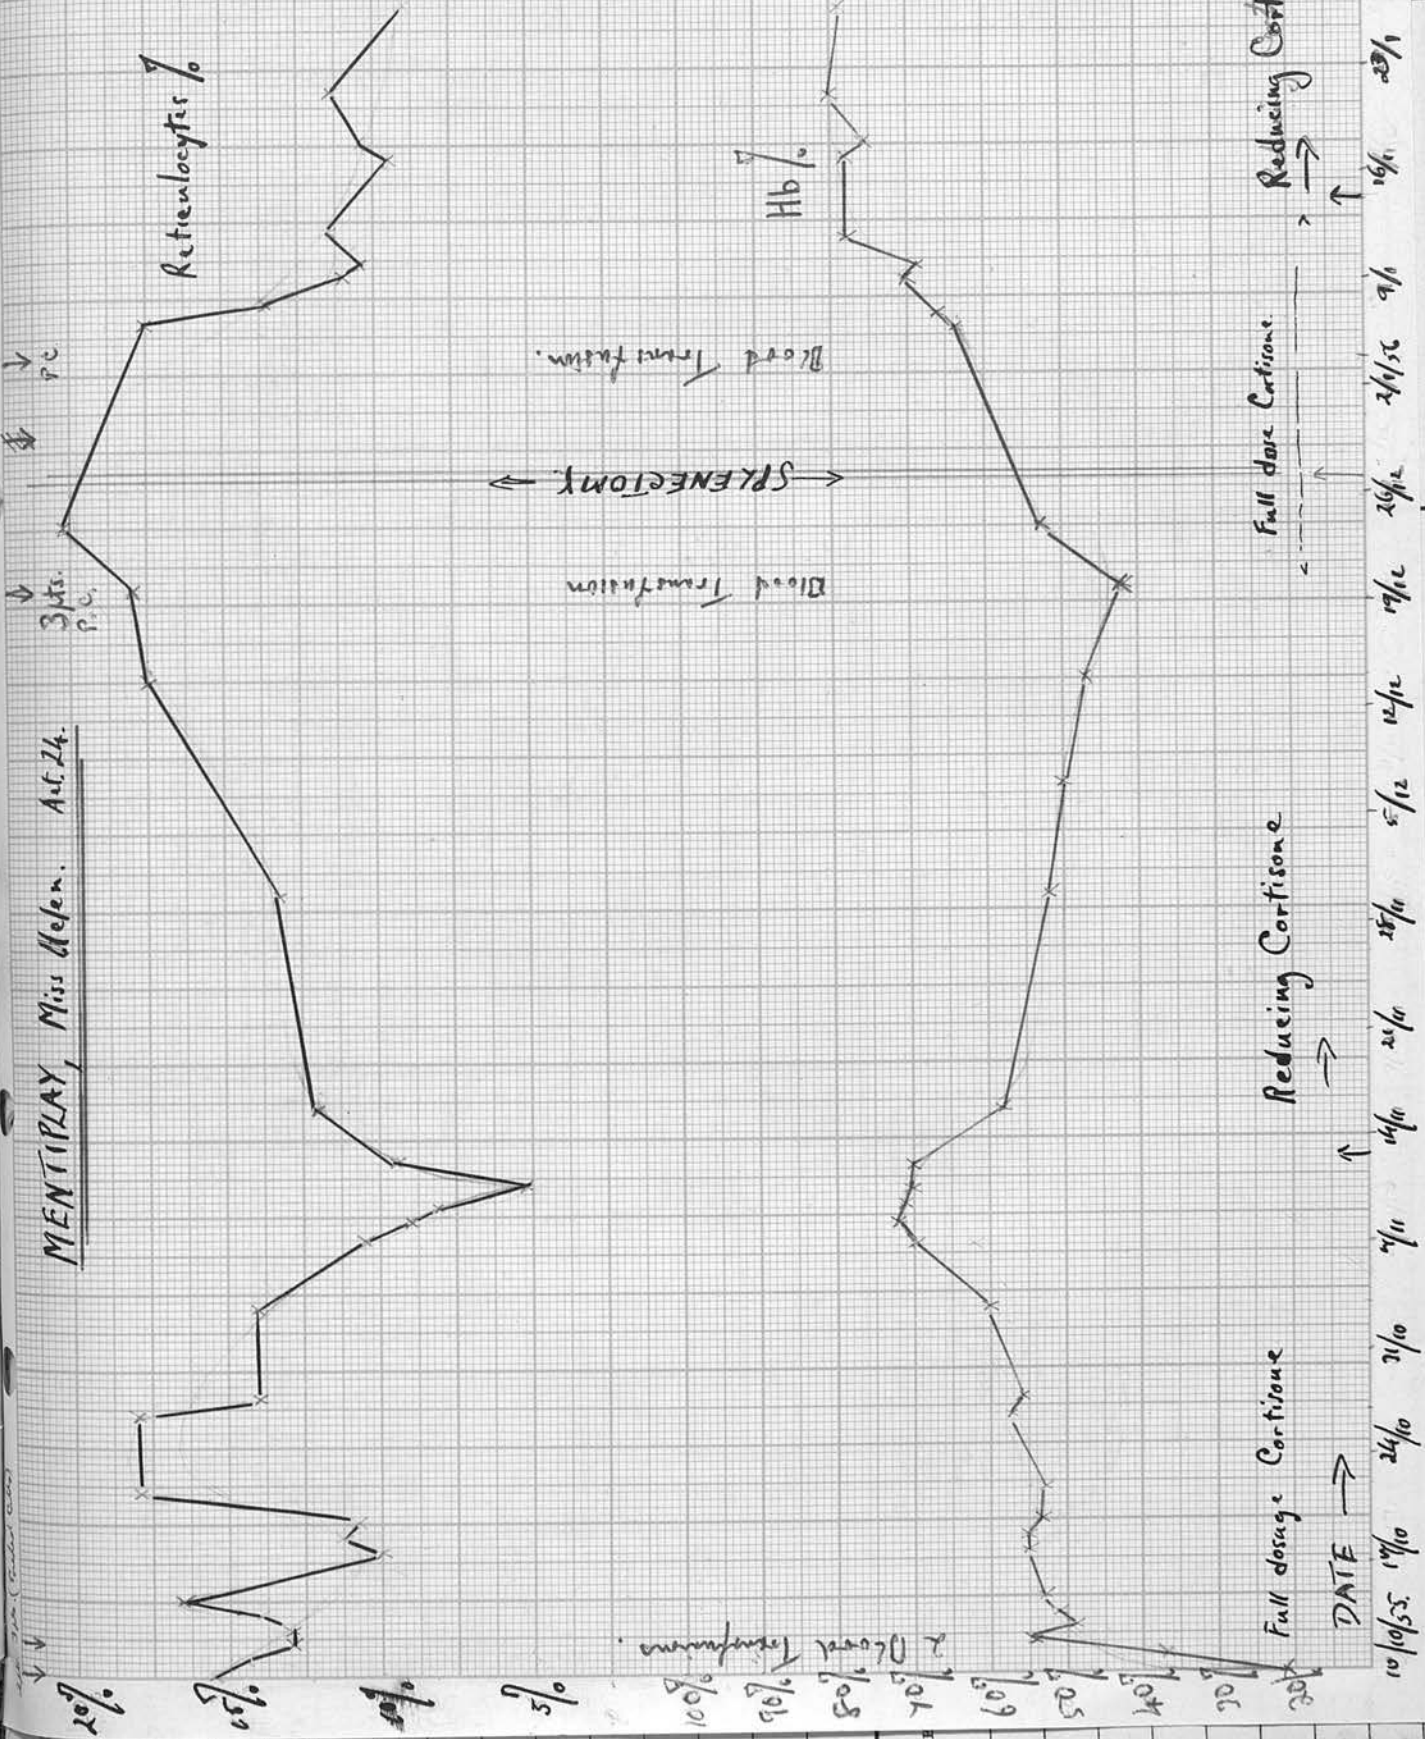 MENTIPLAY, Miss Helen. Aet. 24.
3 pts.
P.C.
P.C
Reticulocytes %
20%
15%
10%
5%
2 Blood Transfusions.
Blood Transfusion
← SPLENECTOMY →
Blood Transfusion.
Hb %
100%
90%
80%
70%
60%
50%
40%
30%
20%
Full dosage Cortisone
→ Reducing Cortisone
Full dose Cortisone
→ Reducing Cort
DATE →
10/10/55. 17/10 24/10 31/10 7/11 14/11 21/11 28/11 5/12 12/12 19/12 26/12 2/1/56 9/1 16/1 23/1